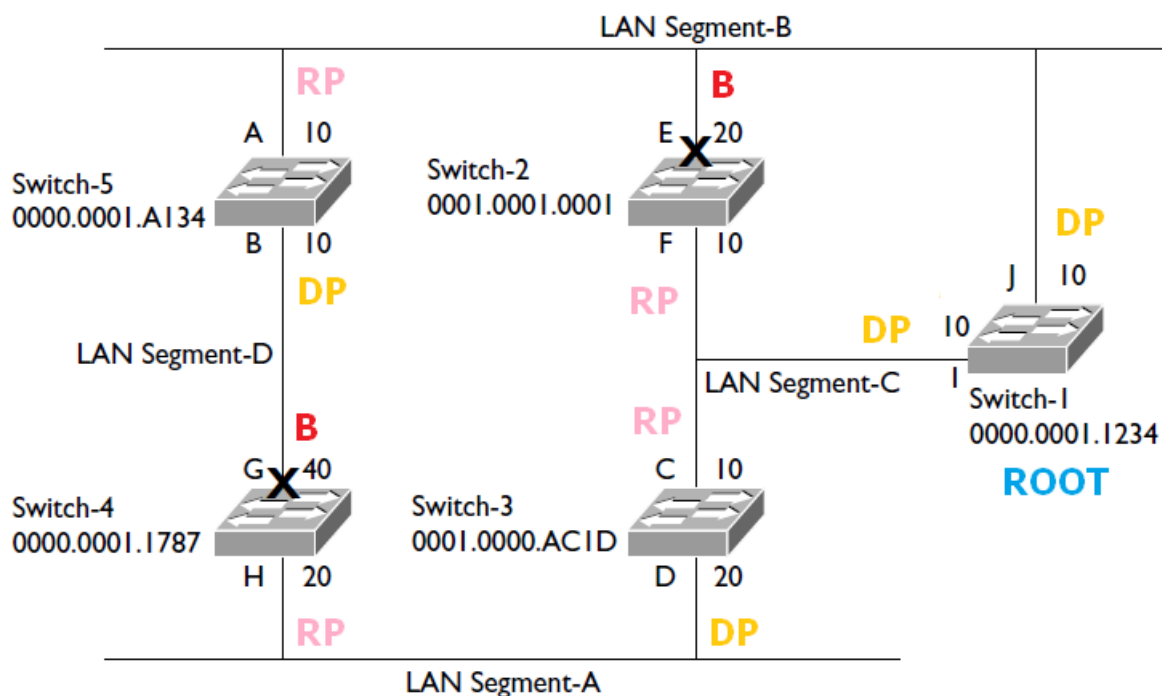 LAN Segment-B
RP
B
A 10
E 20
X
Switch-5
0000.0001.A134
Switch-2
0001.0001.0001
B 10
F 10
DP
RP
DP
J 10
DP
10
LAN Segment-D
LAN Segment-C
I
Switch-1
0000.0001.1234
ROOT
B
RP
G 40
X
C 10
Switch-4
0000.0001.1787
Switch-3
0001.0000.AC1D
H 20
D 20
RP
DP
LAN Segment-A